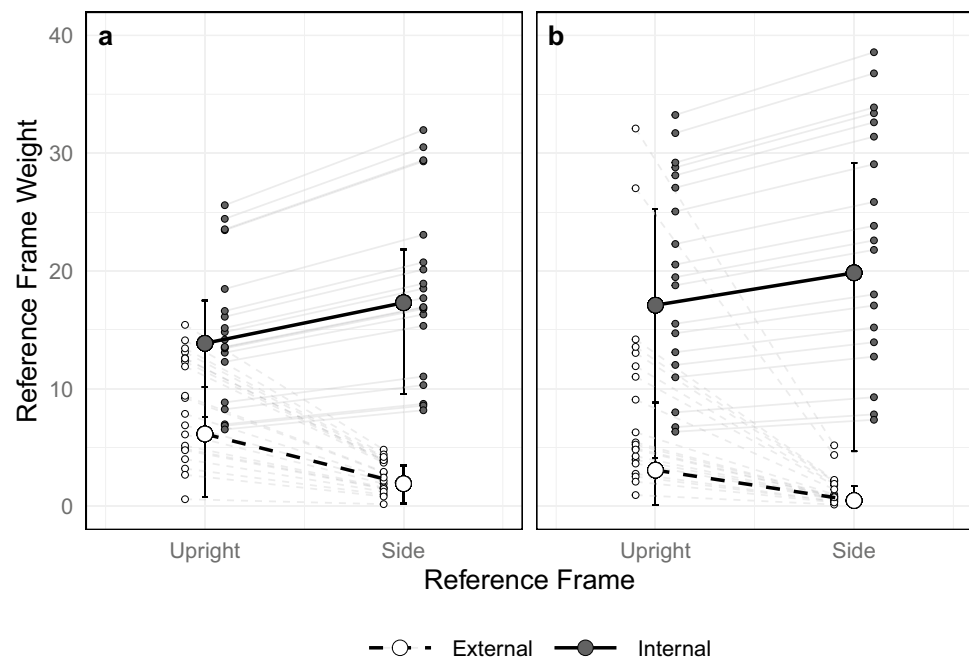 a
b
Reference Frame Weight
40
30
20
10
0
Upright
Side
Upright
Side
Reference Frame
External
Internal